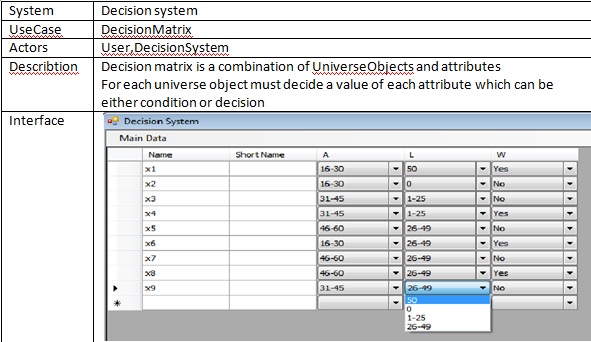 System Decision system
UseCase DecisionMatrix
Actors User,DecisionSystem
Describtion Decision matrix is a combination of UniverseObjects and attributes
For each universe object must decide a value of each attribute which can be
either condition or decision
Interface
Decision System
Main Data
Name Short Name A L W
x1 16-30 50 Yes
x2 16-30 0 No
x3 31-45 1-25 No
x4 31-45 1-25 Yes
x5 46-60 26-49 No
x6 16-30 26-49 Yes
x7 46-60 26-49 No
x8 46-60 26-49 Yes
x9 31-45 26-49 No
50
0
1-25
26-49